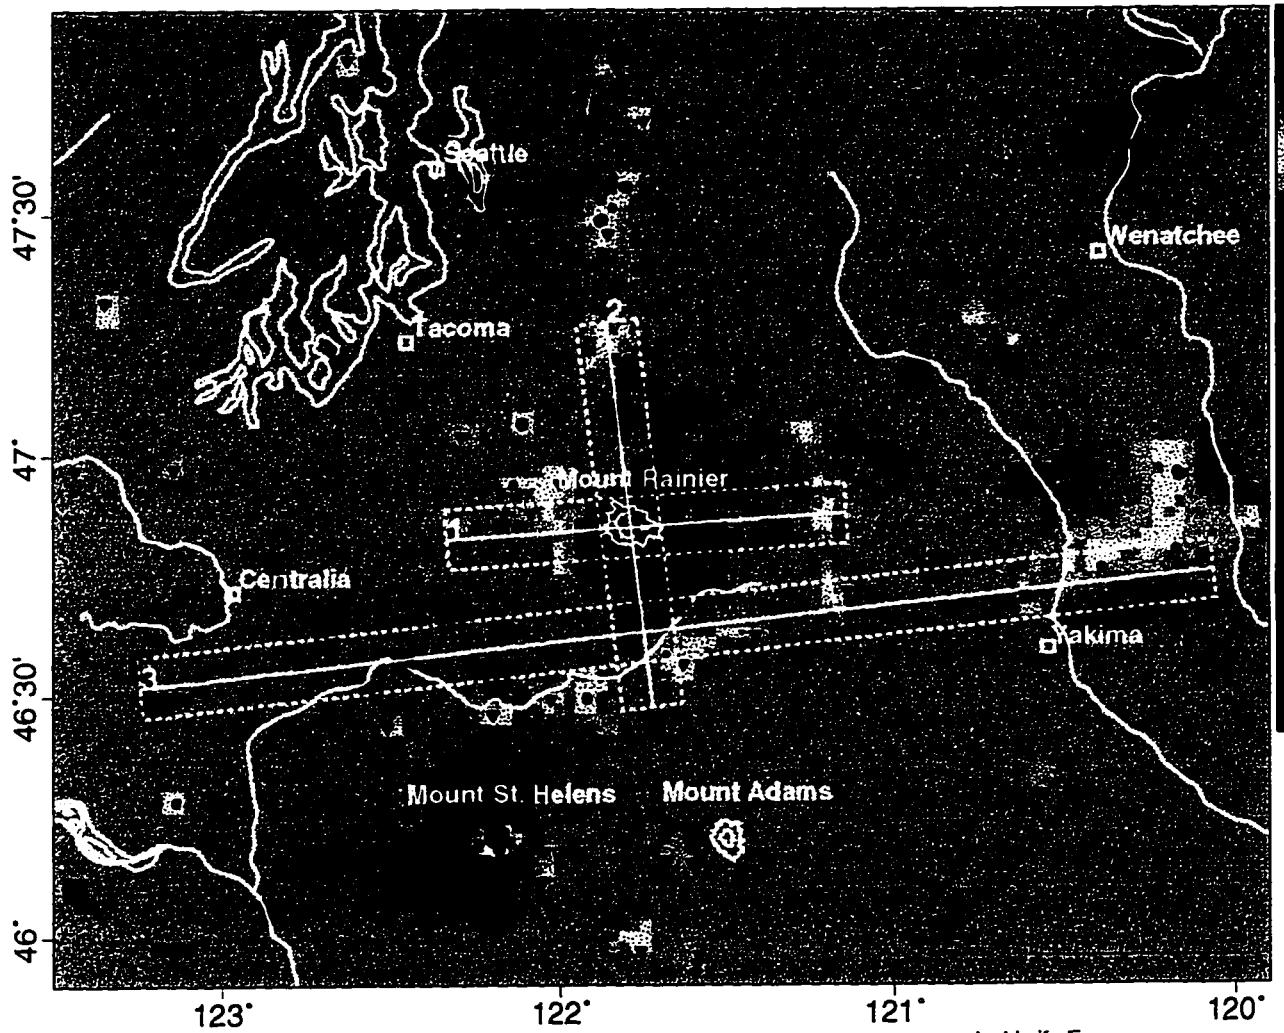 Seattle
47°30'
Wenatchee
2
Tacoma
47°
Mount Rainier
1
Centralia
Yakima
3
46°30'
Mount St. Helens
Mount Adams
46°
123°
122°
121°
120°